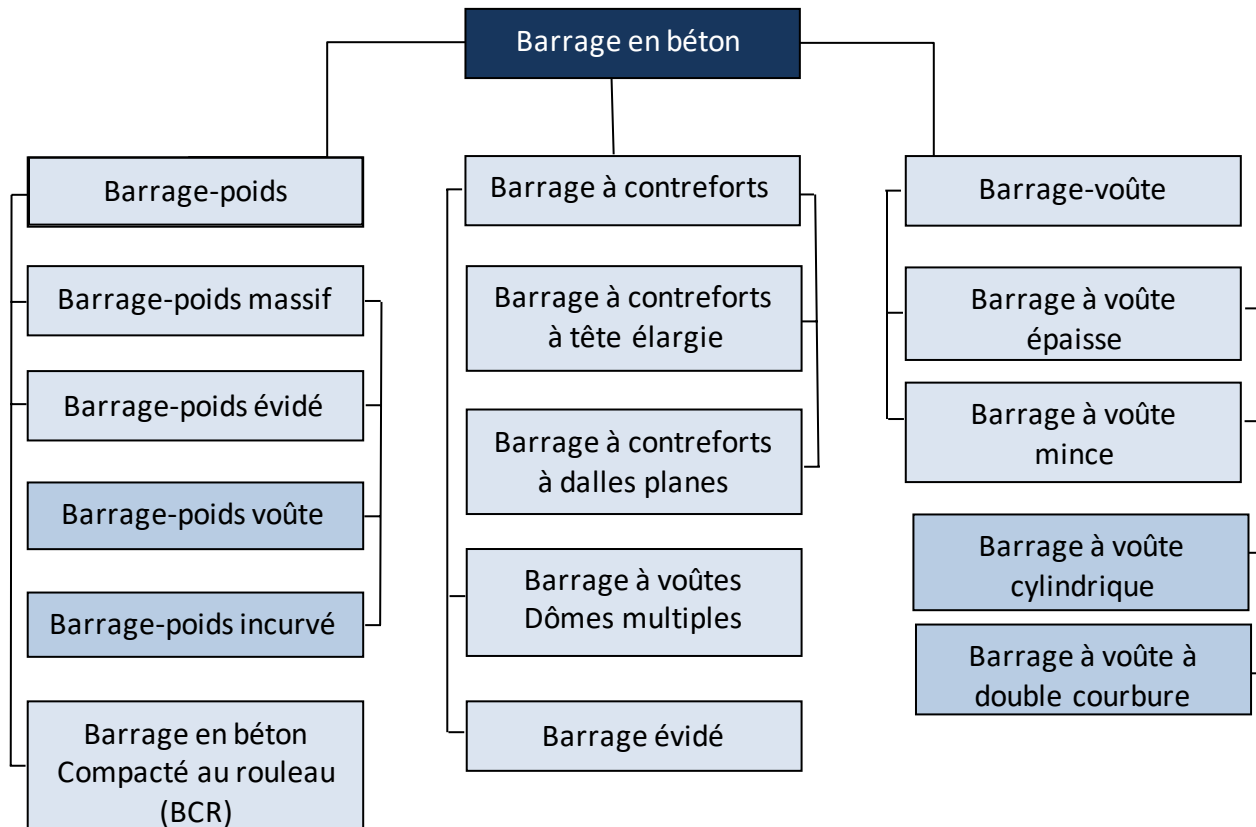 Barrage en béton
Barrage-poids
Barrage-poids massif
Barrage-poids évidé
Barrage-poids voûte
Barrage-poids incurvé
Barrage en béton
Compacté au rouleau
(BCR)
Barrage à contreforts
Barrage à contreforts
à tête élargie
Barrage à contreforts
à dalles planes
Barrage à voûtes
Dômes multiples
Barrage évidé
Barrage-voûte
Barrage à voûte
épaisse
Barrage à voûte
mince
Barrage à voûte
cylindrique
Barrage à voûte à
double courbure